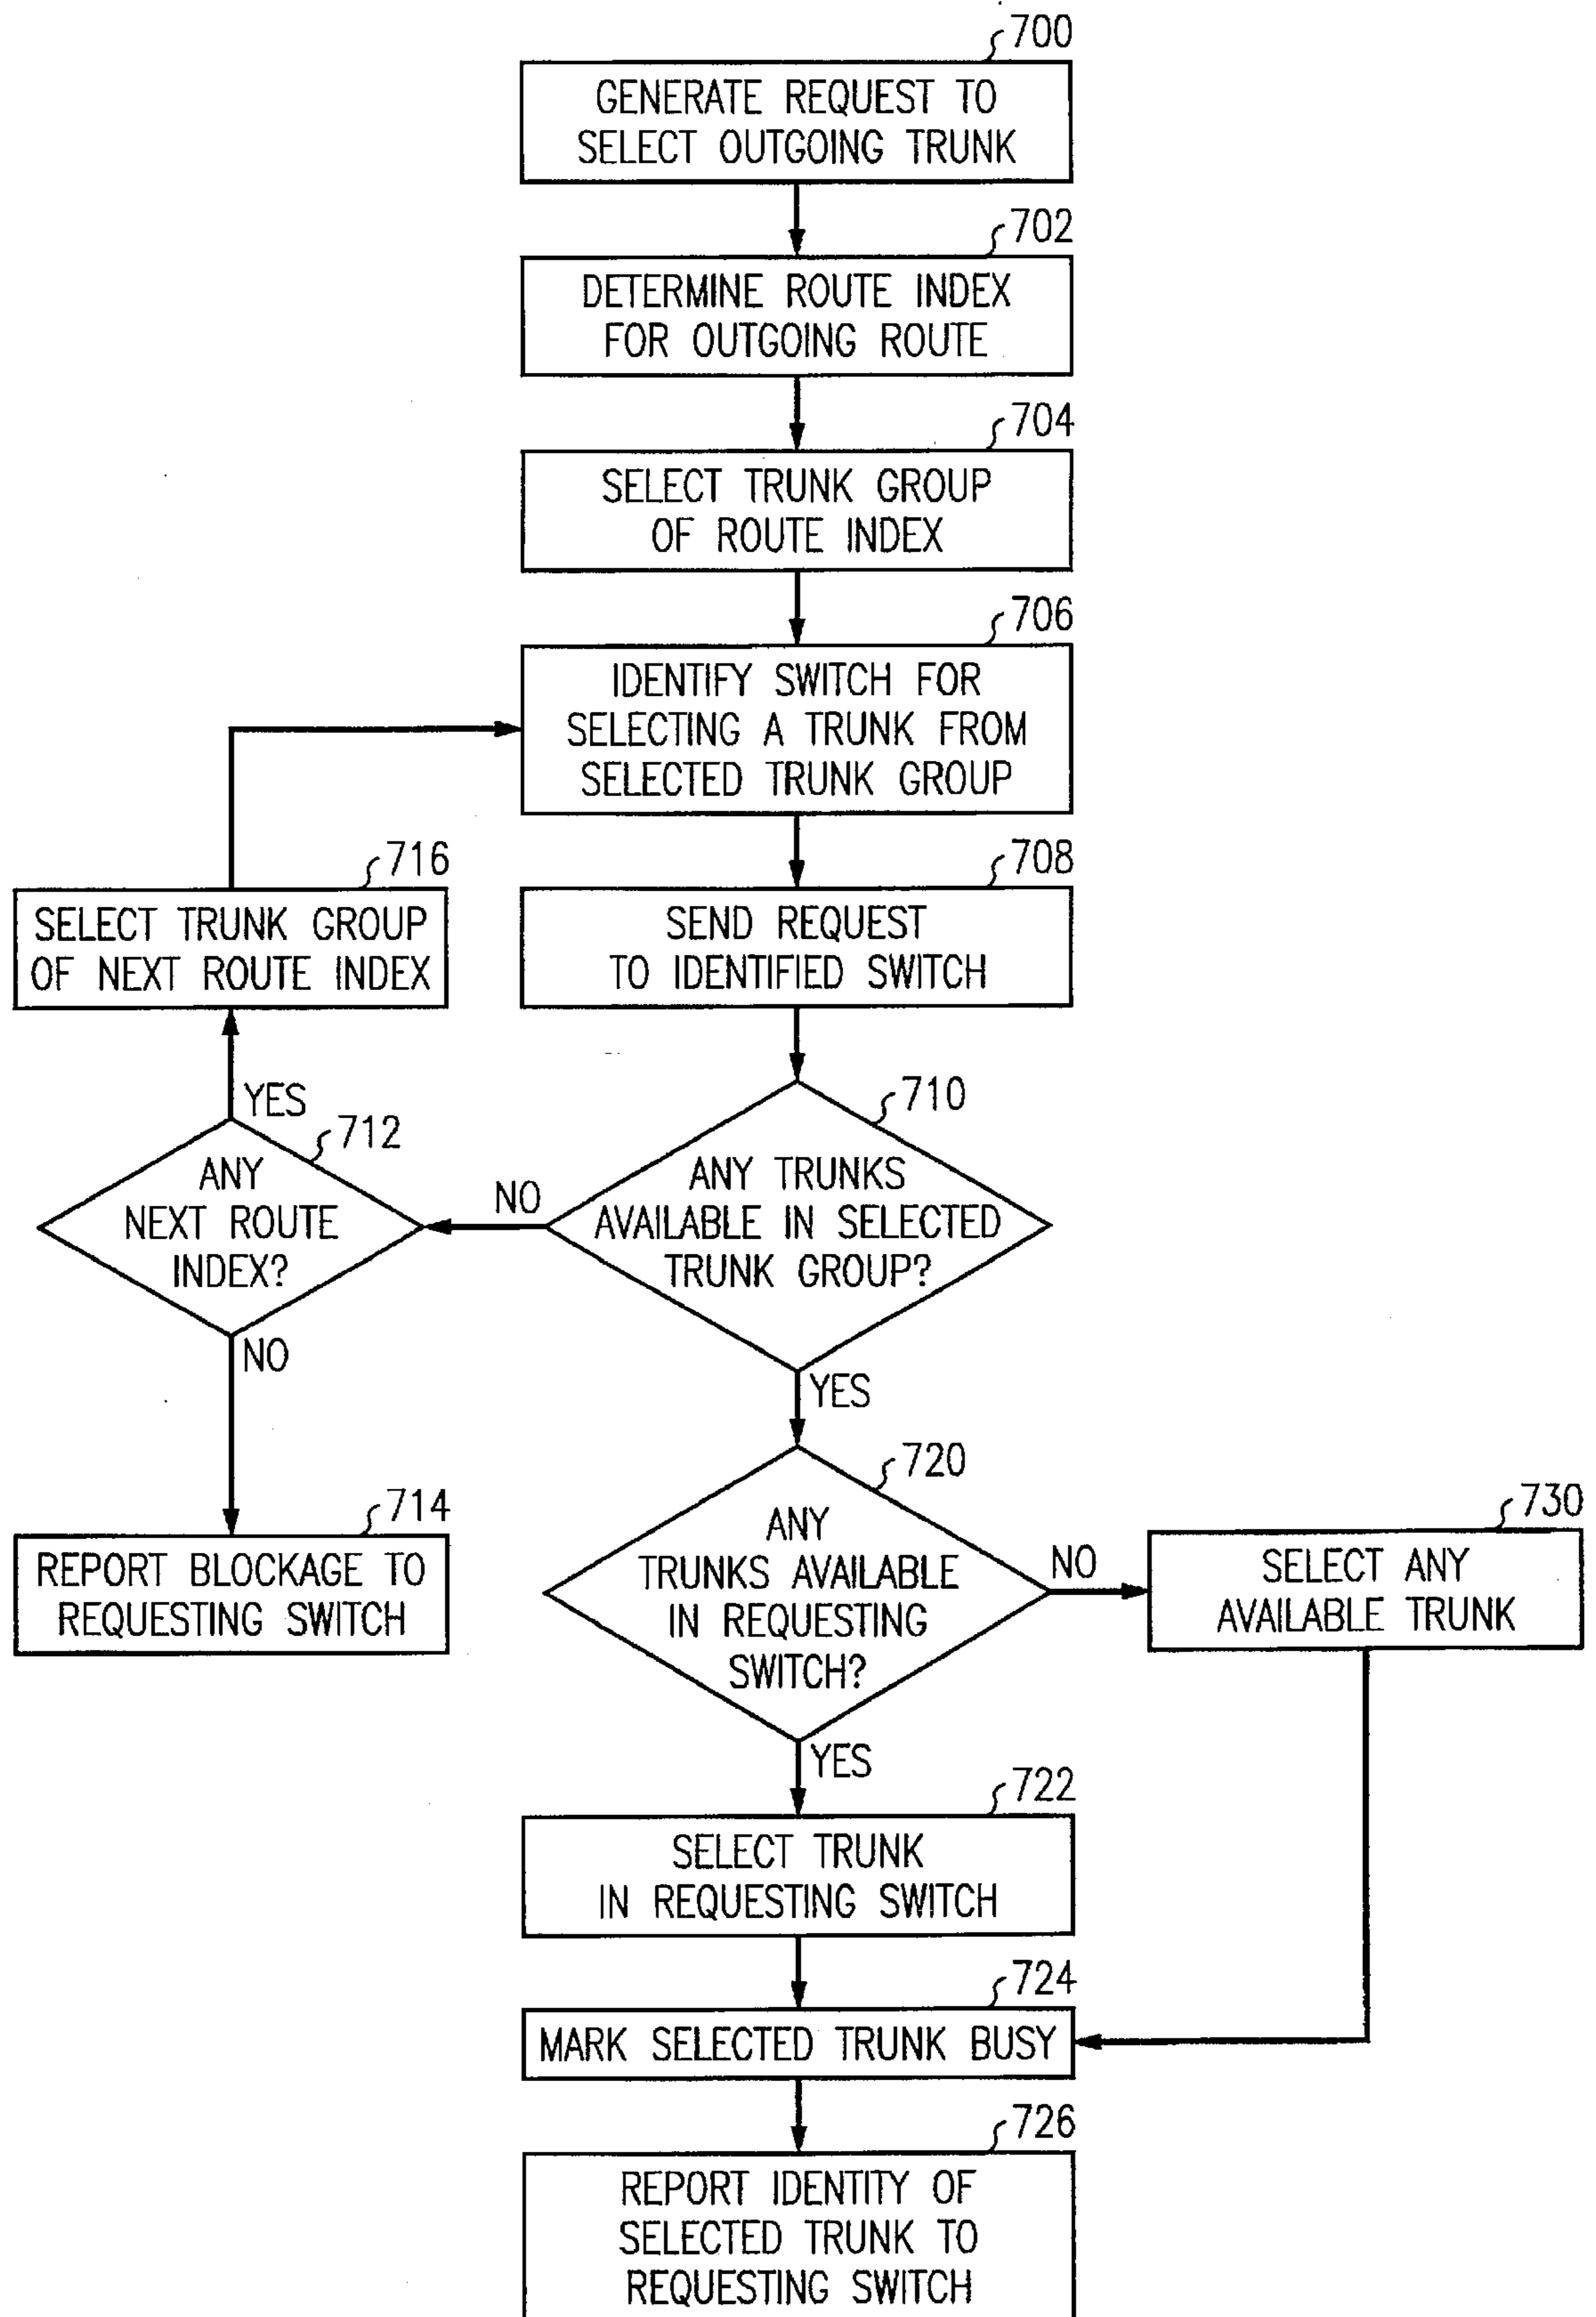 700
GENERATE REQUEST TO
SELECT OUTGOING TRUNK
702
DETERMINE ROUTE INDEX
FOR OUTGOING ROUTE
704
SELECT TRUNK GROUP
OF ROUTE INDEX
706
IDENTIFY SWITCH FOR
SELECTING A TRUNK FROM
SELECTED TRUNK GROUP
716
SELECT TRUNK GROUP
OF NEXT ROUTE INDEX
708
SEND REQUEST
TO IDENTIFIED SWITCH
YES
712
ANY
NEXT ROUTE
INDEX?
NO
710
ANY TRUNKS
AVAILABLE IN SELECTED
TRUNK GROUP?
NO
YES
714
REPORT BLOCKAGE TO
REQUESTING SWITCH
720
ANY
TRUNKS AVAILABLE
IN REQUESTING
SWITCH?
NO
730
SELECT ANY
AVAILABLE TRUNK
YES
722
SELECT TRUNK
IN REQUESTING SWITCH
724
MARK SELECTED TRUNK BUSY
726
REPORT IDENTITY OF
SELECTED TRUNK TO
REQUESTING SWITCH